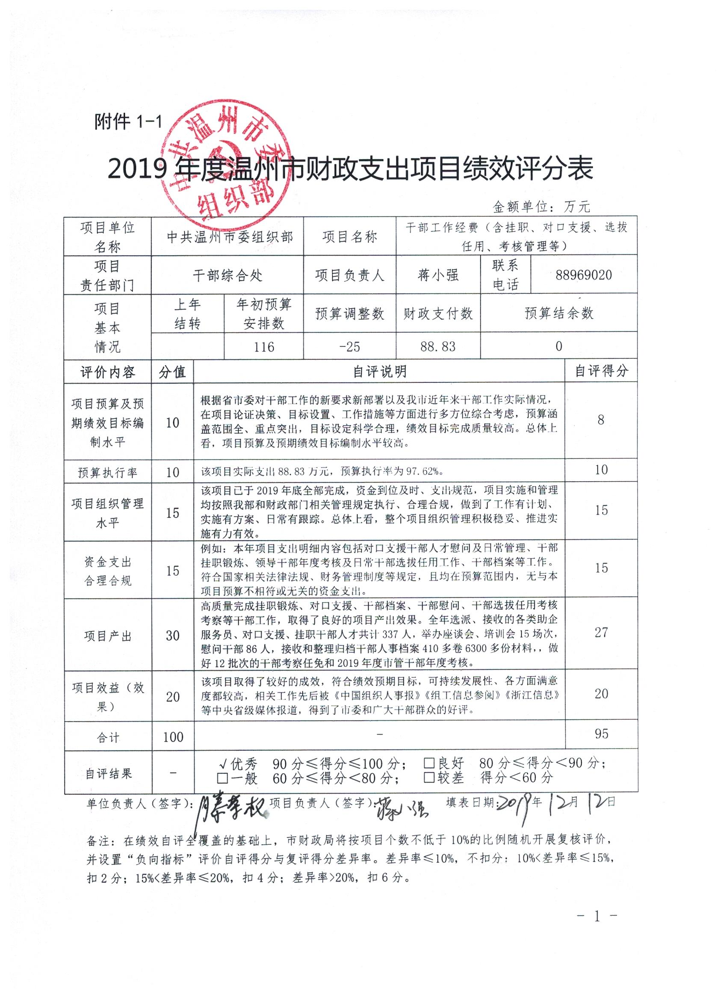 附件 1-1
中共温州市委
组织部
2019 年度温州市财政支出项目绩效评分表
金额单位：万元
项目单位
名称
中共温州市委组织部
项目名称
干部工作经费（含挂职、对口支援、选拔
任用、考核管理等）
项目
责任部门
干部综合处
项目负责人
蒋小强
联系
电话
88969020
项目
基本
情况
上年
结转
年初预算
安排数
预算调整数
财政支付数
预算结余数
116
-25
88.83
0
评价内容
分值
自评说明
自评得分
项目预算及预
期绩效目标编
制水平
10
根据省市委对干部工作的新要求新部署以及我市近年来干部工作实际情况，
在项目论证决策、目标设置、工作措施等方面进行多方位综合考虑，预算涵
盖范围全、重点突出，目标设定科学合理，绩效目标完成质量较高。总体上
看，项目预算及预期绩效目标编制水平较高。
8
预算执行率
10
该项目实际支出 88.83 万元，预算执行率为 97.62%。
10
项目组织管理
水平
15
该项目已于 2019 年底全部完成，资金到位及时、支出规范，项目实施和管理
均按照我部和财政部门相关管理规定执行、合理合规，做到了工作有计划、
实施有方案、日常有跟踪。总体上看，整个项目组织管理积极稳妥、推进实
施有力有效。
15
资金支出
合理合规
15
例如：本年项目支出明细内容包括对口支援干部人才慰问及日常管理、干部
挂职锻炼、领导干部年度考核及日常干部选拔任用工作、干部档案等工作。
符合国家相关法律法规、财务管理制度等规定，且均在预算范围内，无与本
项目预算不相符或无关的资金支出。
15
项目产出
30
高质量完成挂职锻炼、对口支援、干部档案、干部慰问、干部选拔任用考核
考察等干部工作，取得了良好的项目产出效果。全年选派、接收的各类助企
服务员、对口支援、挂职干部人才共计 337 人，举办座谈会、培训会 15 场次，
慰问干部 86 人，接收和整理归档干部人事档案 410 多卷 6300 多份材料，，做
好 12 批次的干部考察任免和 2019 年度市管干部年度考核。
27
项目效益（效
果）
20
该项目取得了较好的成效，符合绩效预期目标，可持续发展性、各方面满意
度都较高，相关工作先后被《中国组织人事报》《组工信息参阅》《浙江信息》
等中央省级媒体报道，得到了市委和广大干部群众的好评。
20
合计
100
-
95
自评结果
-
√优秀 90 分≤得分≤100 分； □良好 80 分≤得分＜90 分；
□一般 60 分≤得分＜80 分； □较差 得分＜60 分
单位负责人（签字）： 项目负责人（签字）：蒋小强 填表日期：2019年 12月 12日
备注：在绩效自评全覆盖的基础上，市财政局将按项目个数不低于 10%的比例随机开展复核评价，
并设置“负向指标”评价自评得分与复评得分差异率。差异率≤10%，不扣分；10%<差异率≤15%，
扣 2 分；15%<差异率≤20%，扣 4 分；差异率>20%，扣 6 分。
- 1 -